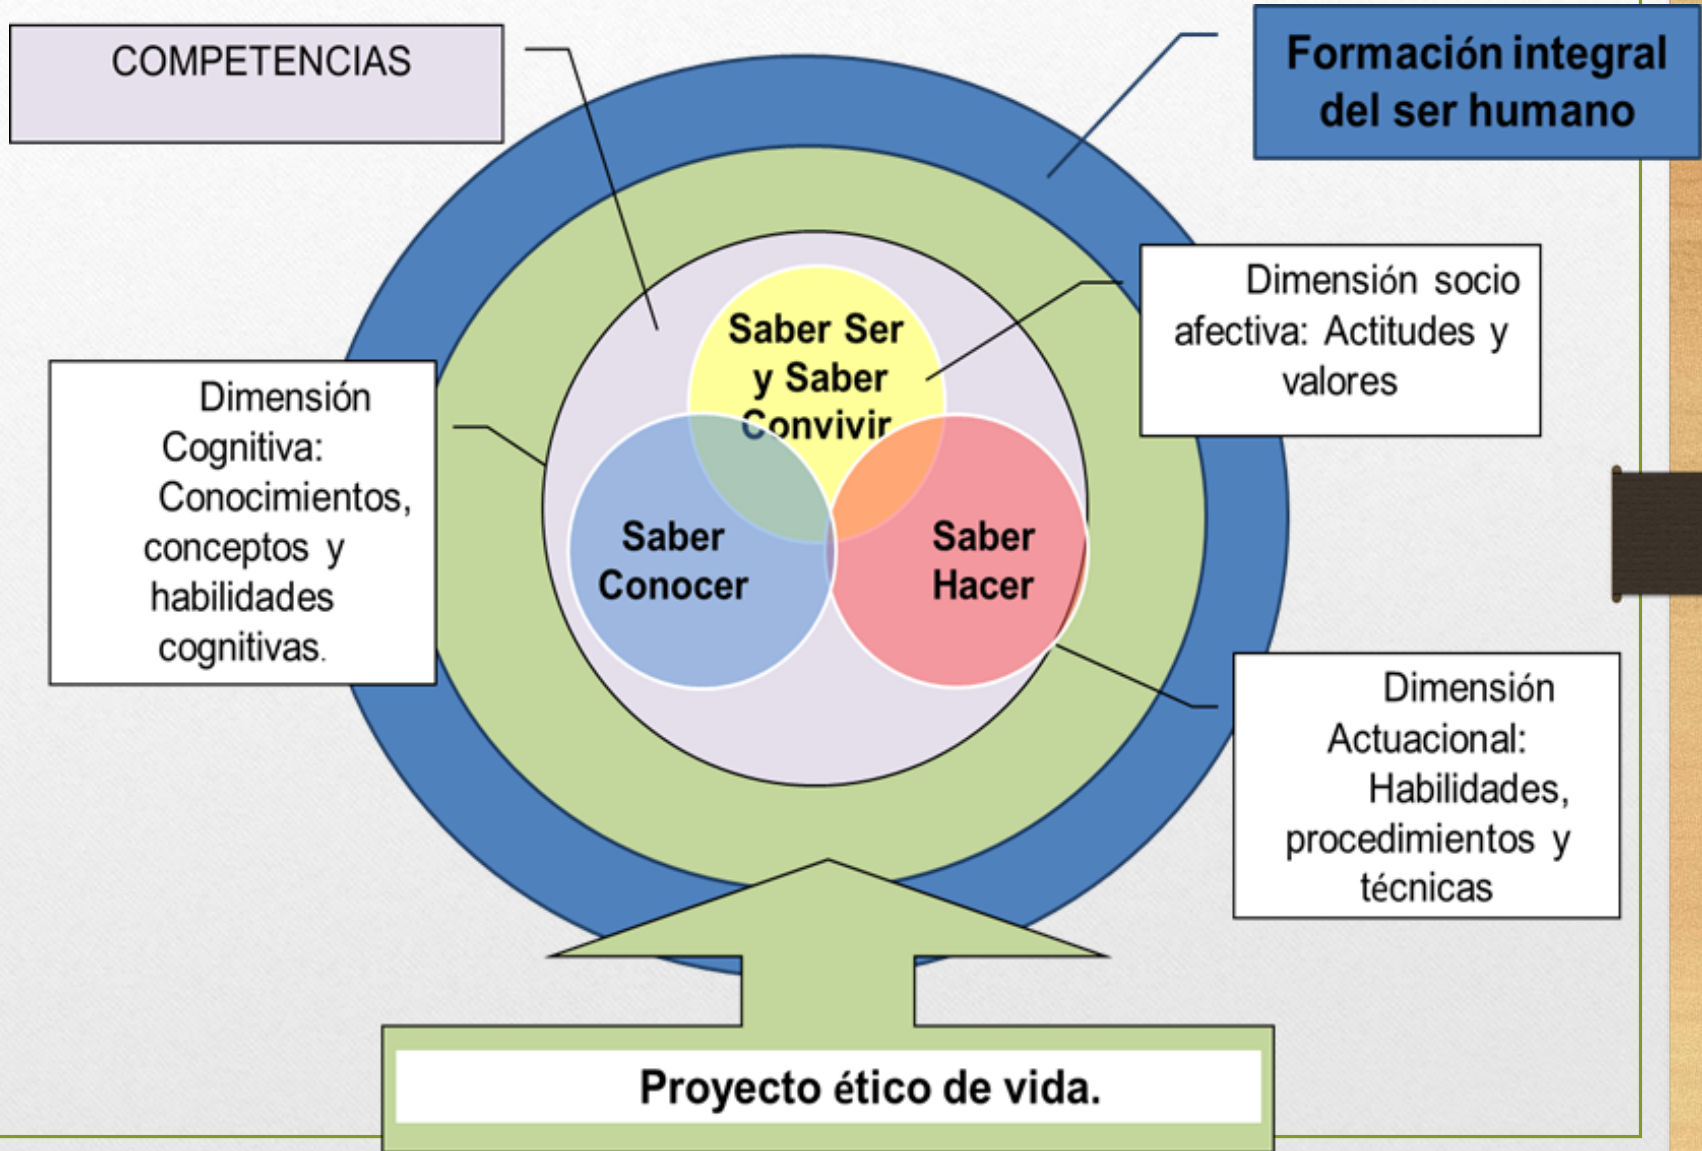 COMPETENCIAS
Formación integral
del ser humano
Dimensión socio
afectiva: Actitudes y
valores
Saber Ser
y Saber
Convivir
Dimensión
Cognitiva:
Conocimientos,
conceptos y
habilidades
cognitivas.
Saber
Conocer
Saber
Hacer
Dimensión
Actuacional:
Habilidades,
procedimientos y
técnicas
Proyecto ético de vida.